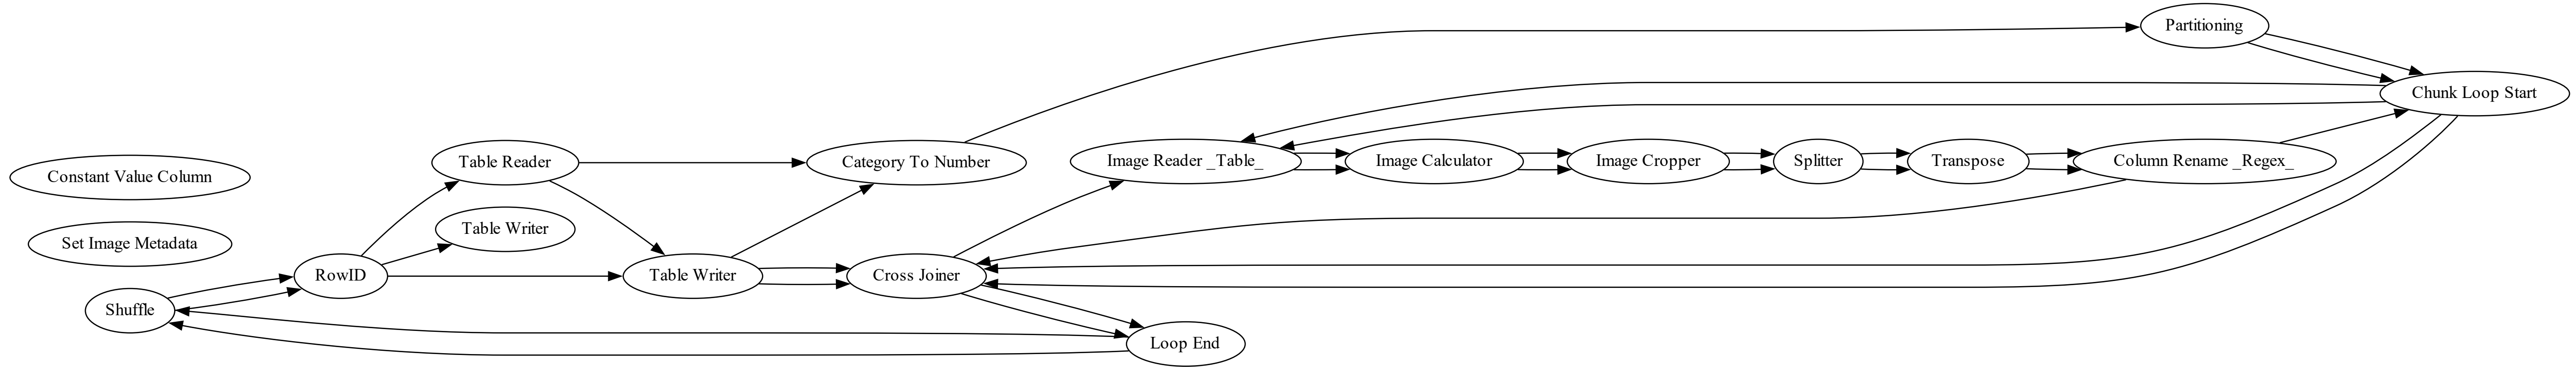 Partitioning
Chunk Loop Start
Table Reader
Category To Number
Image Reader _Table_
Image Calculator
Image Cropper
Splitter
Transpose
Column Rename _Regex_
Constant Value Column
Table Writer
Set Image Metadata
RowID
Table Writer
Cross Joiner
Shuffle
Loop End